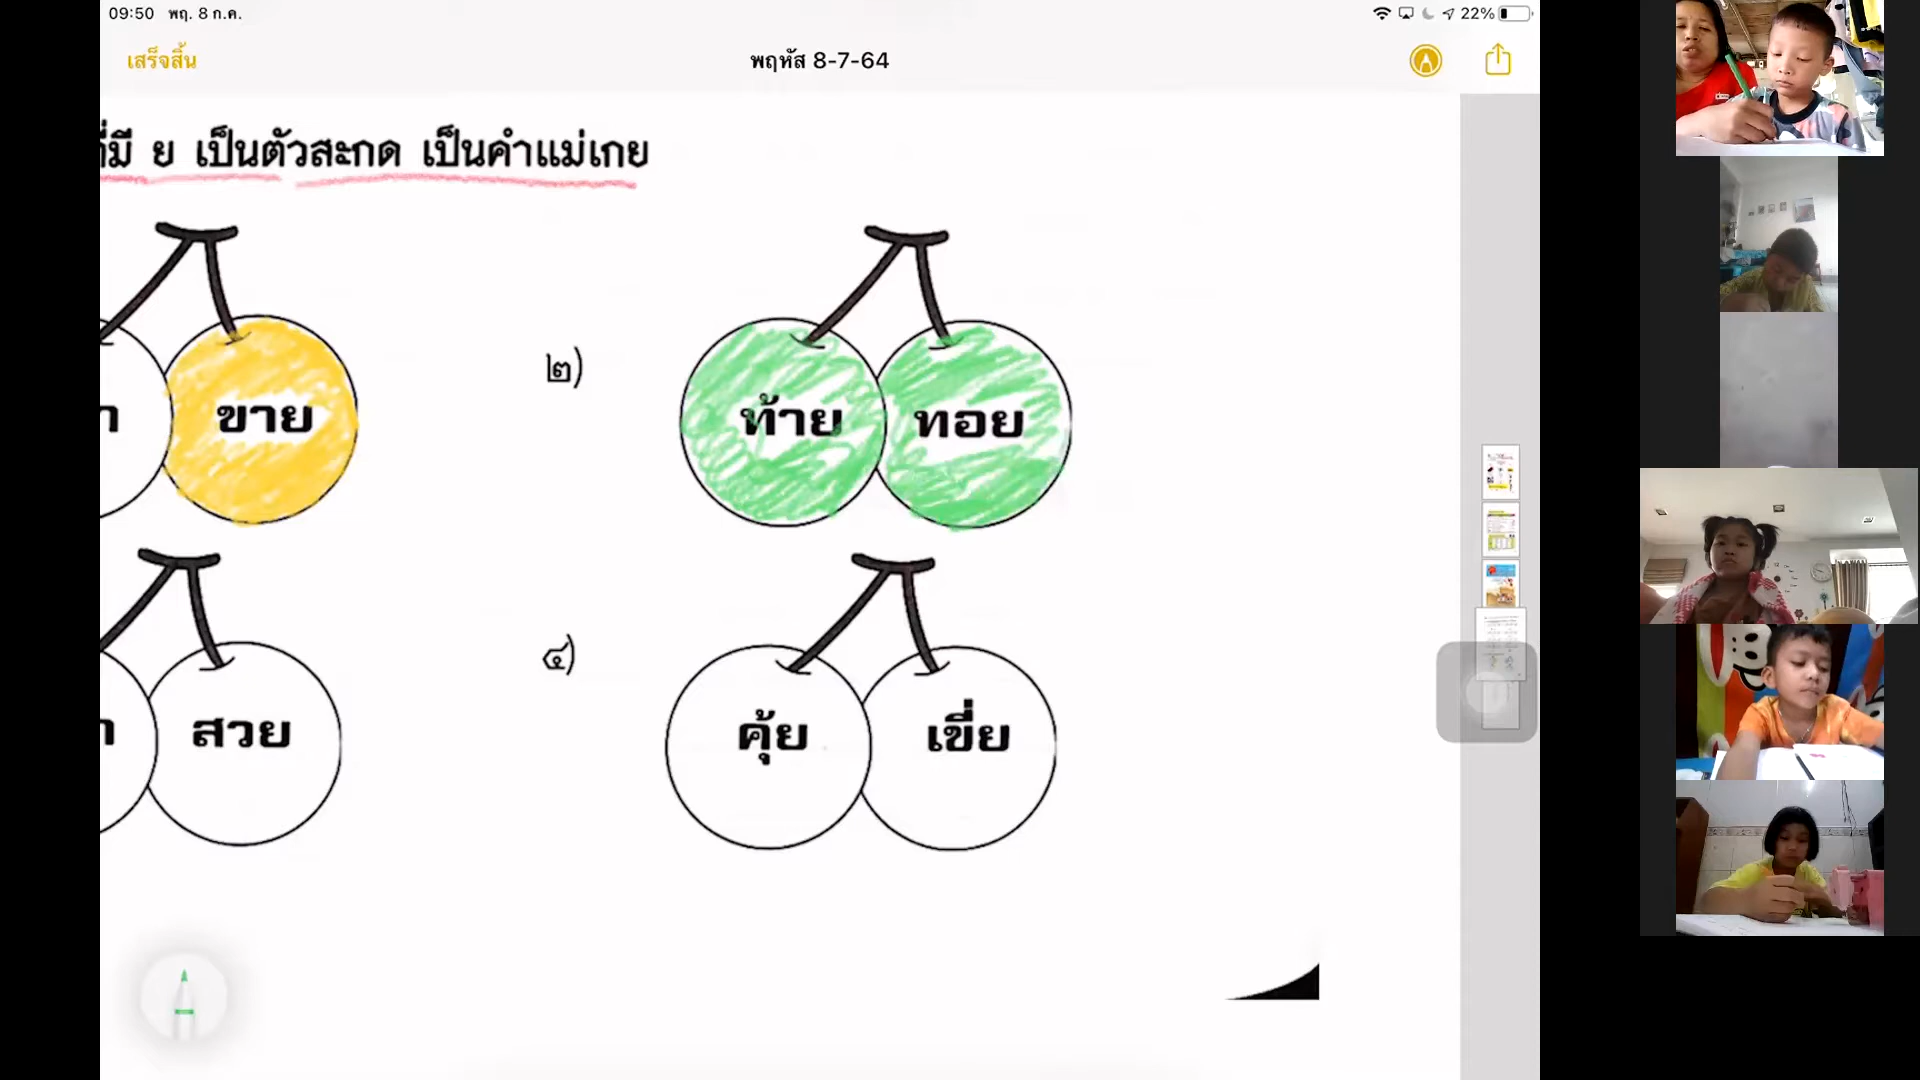 09:50 พฤ. 8 ก.ค.
22%
เสร็จสิ้น
พฤหัส 8-7-64
ที่มี ย เป็นตัวสะกด เป็นคำแม่เกย
ขาย
๒)
ท้าย ทอย
สวย
๔)
คุ้ย เขี่ย